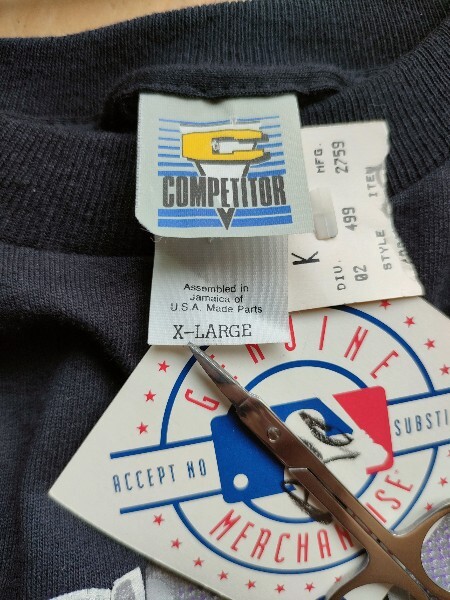 COMPETITOR
Assembled in
Jamaica of
U.S.A. Made Parts
X-LARGE
K
DIV.
02
499
MFG.
2759
STYLE
ITEM
GENUINE
MERCHANDISE
ACCEPT NO
SUBSTI